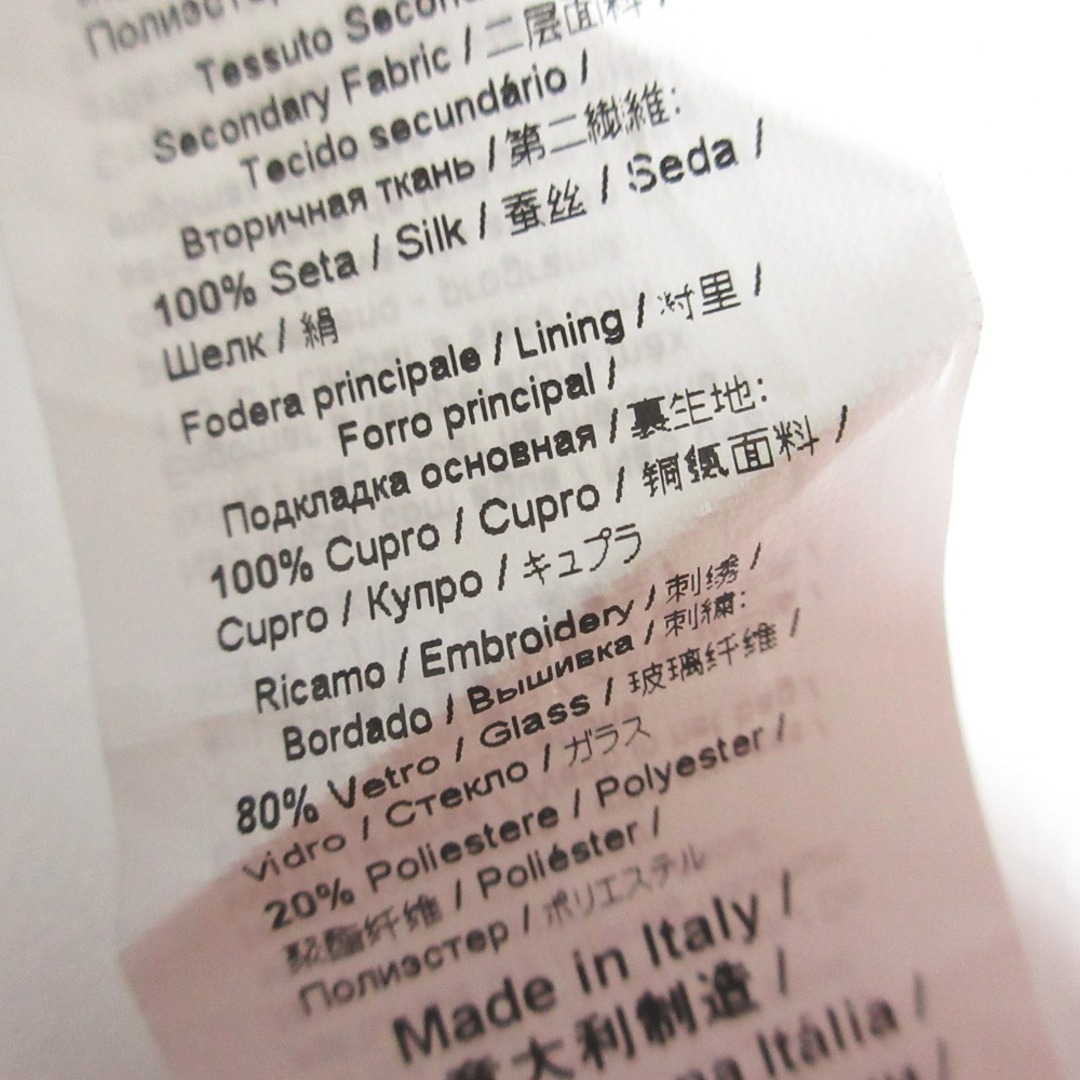 Полиэстер
Tessuto
Secondary Fabric / 二层面料 /
Tecido secundário /
Вторичная ткань / 第二繊維:
100% Seta / Silk / 蚕丝 / Seda /
Шелк / 絹
Fodera principale / Lining / 衬里 /
Forro principal /
Подкладка основная / 裏生地:
100% Cupro / Cupro / 铜氨面料 /
Cupro / Купро / キュプラ
Ricamo / Embroidery / 刺绣 /
Bordado / Вышивка / 刺繍:
80% Vetro / Glass / 玻璃纤维 /
Vidro / Стекло / ガラス
20% Poliestere / Polyester /
聚酯纤维 / Poliéster /
Полиэстер / ポリエステル
Made in Italy /
意大利制造 /
Itália /